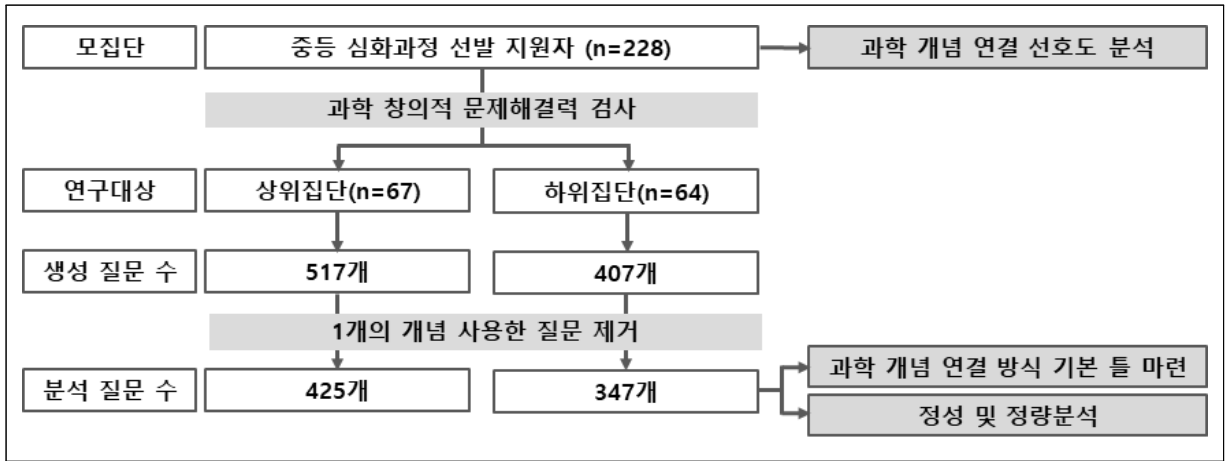 모집단
중등 심화과정 선발 지원자 (n=228)
과학 개념 연결 선호도 분석
과학 창의적 문제해결력 검사
연구대상
상위집단(n=67)
하위집단(n=64)
생성 질문 수
517개
407개
1개의 개념 사용한 질문 제거
분석 질문 수
425개
347개
과학 개념 연결 방식 기본 틀 마련
정성 및 정량분석